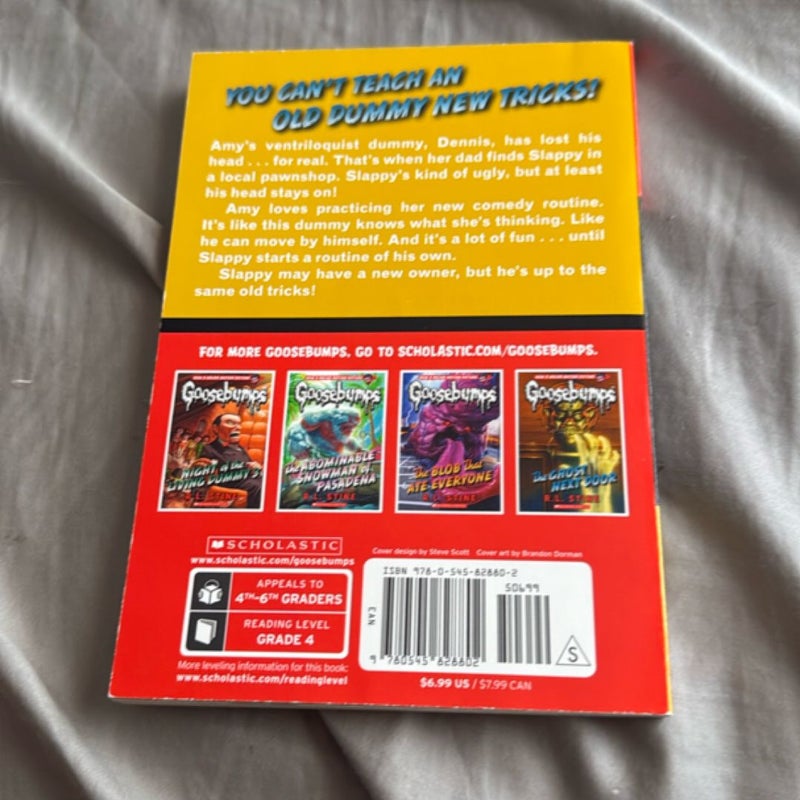 YOU CAN'T TEACH AN
OLD DUMMY NEW TRICKS!
Amy's ventriloquist dummy, Dennis, has lost his
head . . . for real. That's when her dad finds Slappy in
a local pawnshop. Slappy's kind of ugly, but at least
his head stays on!
Amy loves practicing her new comedy routine.
It's like this dummy knows what she's thinking. Like
he can move by himself. And it's a lot of fun . . . until
Slappy starts a routine of his own.
Slappy may have a new owner, but he's up to the
same old tricks!
FOR MORE GOOSEBUMPS, GO TO SCHOLASTIC.COM/GOOSEBUMPS.
Goosebumps Goosebumps Goosebumps Goosebumps
NIGHT of the
LIVING DUMMY 3
R.L. STINE
The ABOMINABLE
SNOWMAN of
PASADENA
R.L. STINE
The BLOB That
ATE EVERYONE
R.L. STINE
The GHOST
NEXT DOOR
R.L. STINE
SCHOLASTIC
www.scholastic.com/goosebumps
Cover design by Steve Scott Cover art by Brandon Dorman
APPEALS TO
4TH–6TH GRADERS
READING LEVEL
GRADE 4
More leveling information for this book:
www.scholastic.com/readinglevel
ISBN 978-0-545-82880-2
50699
EAN
9 780545 828802
S
$6.99 US / $7.99 CAN